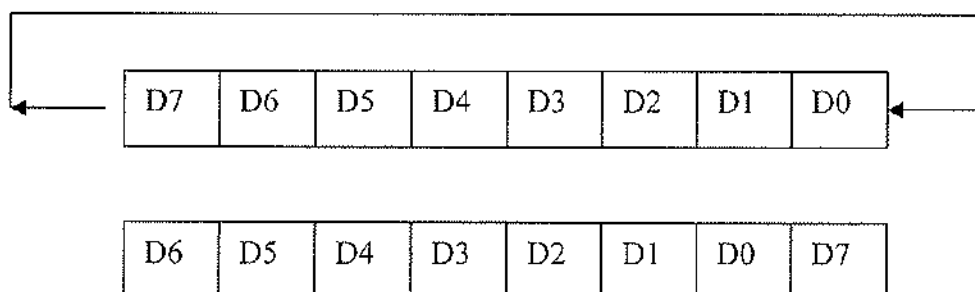 D7 D6 D5 D4 D3 D2 D1 D0
D6 D5 D4 D3 D2 D1 D0 D7